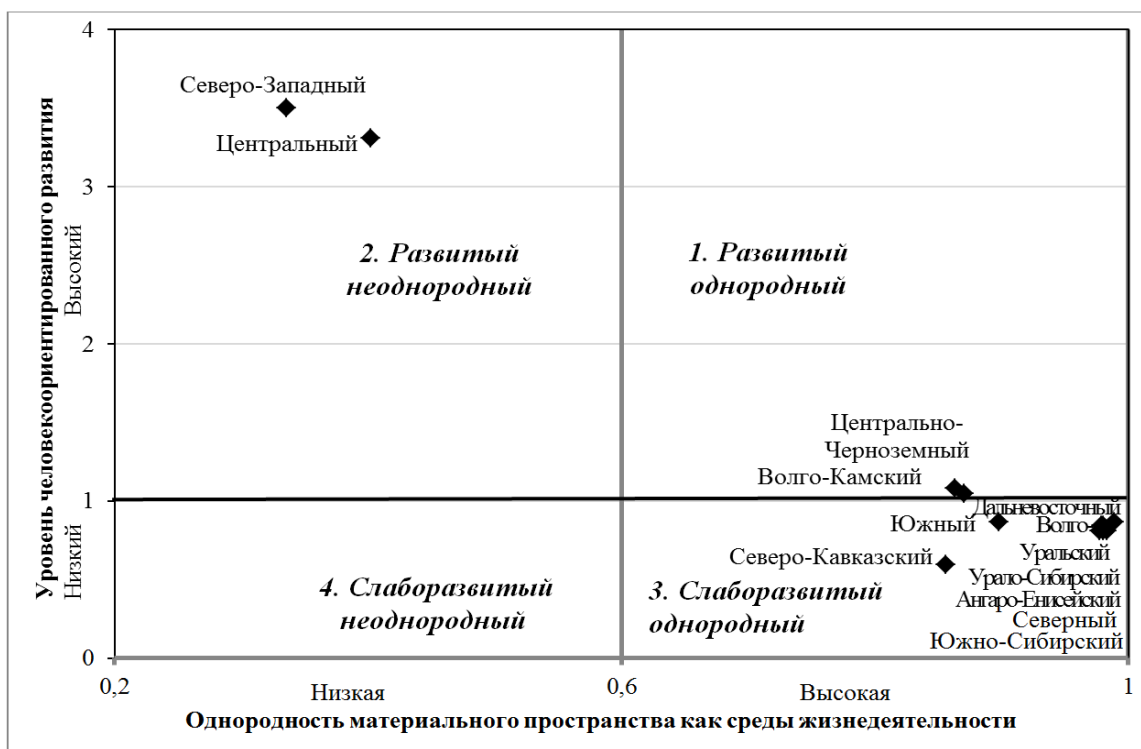 4
Северо-Западный
Центральный
3
2. Развитый
неоднородный
1. Развитый
однородный
2
Центрально-
Черноземный
Волго-Камский
1
Дальневосточный
Южный
Волго-
Уральский
Северо-Кавказский
Урало-Сибирский
Ангаро-Енисейский
Северный
Южно-Сибирский
4. Слаборазвитый
неоднородный
3. Слаборазвитый
однородный
0
0,2
0,6
1
Низкая
Высокая
Однородность материального пространства как среды жизнедеятельности
Уровень человекоориентированного развития
Низкий
Высокий